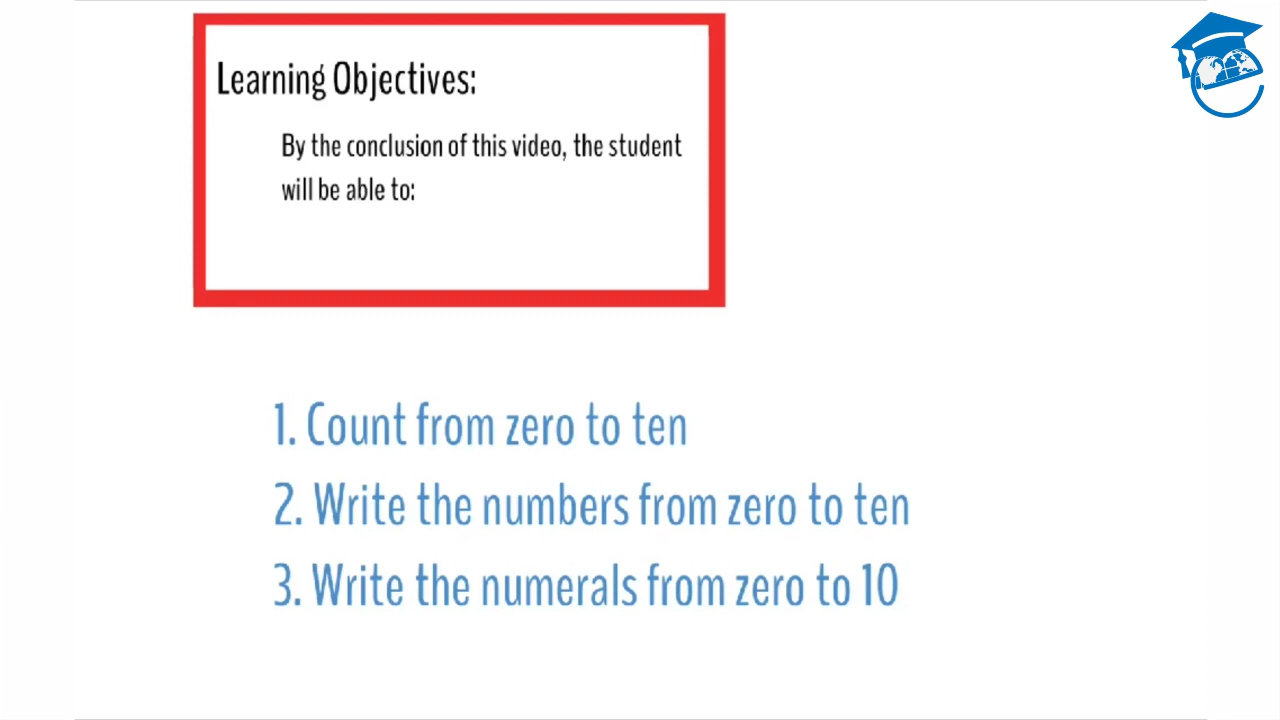 Learning Objectives:
By the conclusion of this video, the student
will be able to:
1. Count from zero to ten
2. Write the numbers from zero to ten
3. Write the numerals from zero to 10